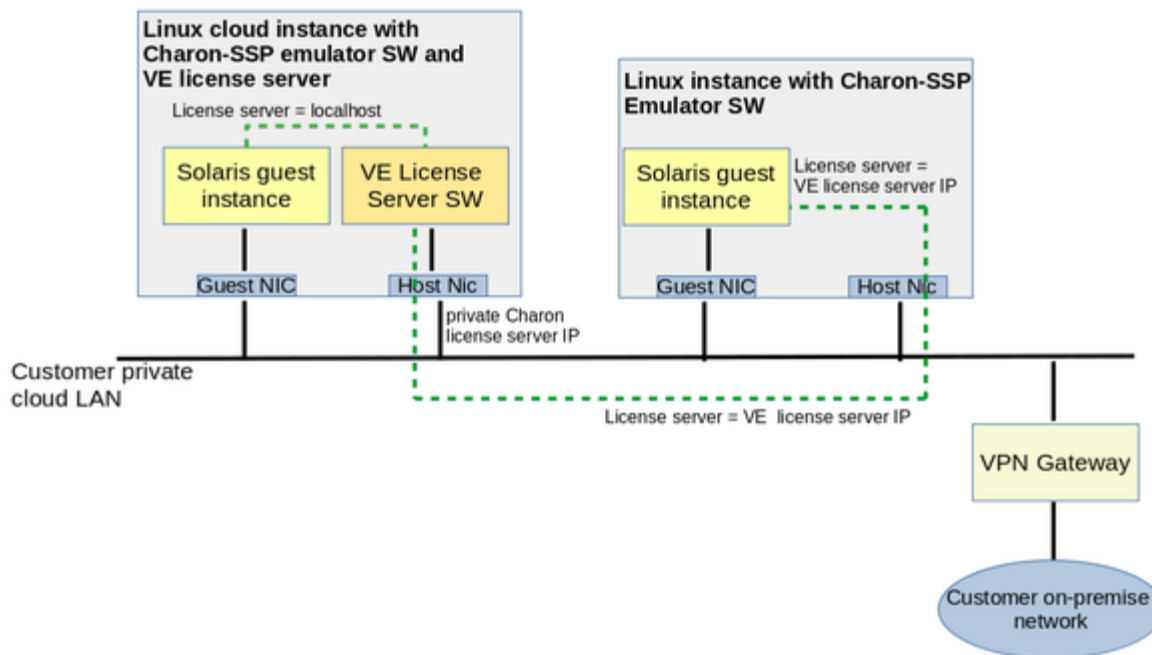 Linux cloud instance with
Charon-SSP emulator SW and
VE license server
License server = localhost
Solaris guest
instance
VE License
Server SW
Guest NIC
Host Nic
private Charon
license server IP
Linux instance with Charon-SSP
Emulator SW
Solaris guest
instance
License server =
VE license server IP
Guest NIC
Host Nic
Customer private
cloud LAN
License server = VE  license server IP
VPN Gateway
Customer on-premise
network